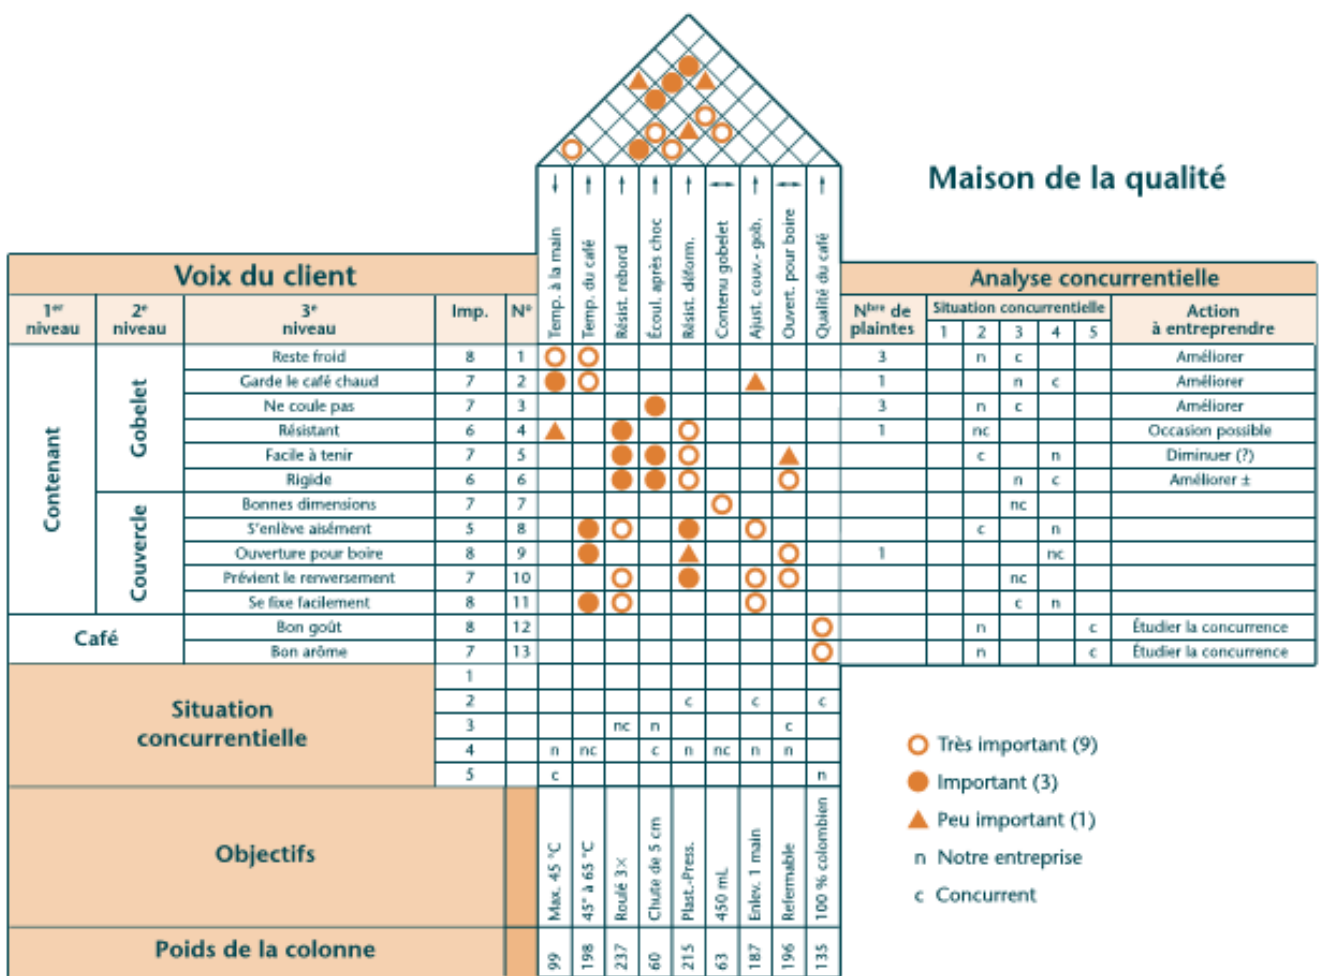 Maison de la qualité
Temp. à la main
Temp. du café
Résist. rebord
Écoul. après choc
Résist. déform.
Contenu gobelet
Ajust. couv.- gob.
Ouvert. pour boire
Qualité du café
Voix du client
Analyse concurrentielle
1er niveau 2e niveau 3e niveau Imp. N° Nbre de plaintes Situation concurrentielle Action à entreprendre
1 2 3 4 5
Contenant
Gobelet
Reste froid 8 1 3 n c Améliorer
Garde le café chaud 7 2 1 n c Améliorer
Ne coule pas 7 3 3 n c Améliorer
Résistant 6 4 1 nc Occasion possible
Facile à tenir 7 5 c n Diminuer (?)
Rigide 6 6 n c Améliorer ±
Couvercle
Bonnes dimensions 7 7 nc
S'enlève aisément 5 8 c n
Ouverture pour boire 8 9 1 nc
Prévient le renversement 7 10 nc
Se fixe facilement 8 11 c n
Café
Bon goût 8 12 n c Étudier la concurrence
Bon arôme 7 13 n c Étudier la concurrence
Situation concurrentielle
1
2 c c c
3 nc n c
4 n nc c n nc n n
5 c n
Très important (9)
Important (3)
Peu important (1)
n Notre entreprise
c Concurrent
Objectifs
Max. 45 °C
45° à 65 °C
Roulé 3×
Chute de 5 cm
Plast.-Press.
450 mL
Enlev. 1 main
Refermable
100 % colombien
Poids de la colonne
99 198 237 60 215 63 187 196 135